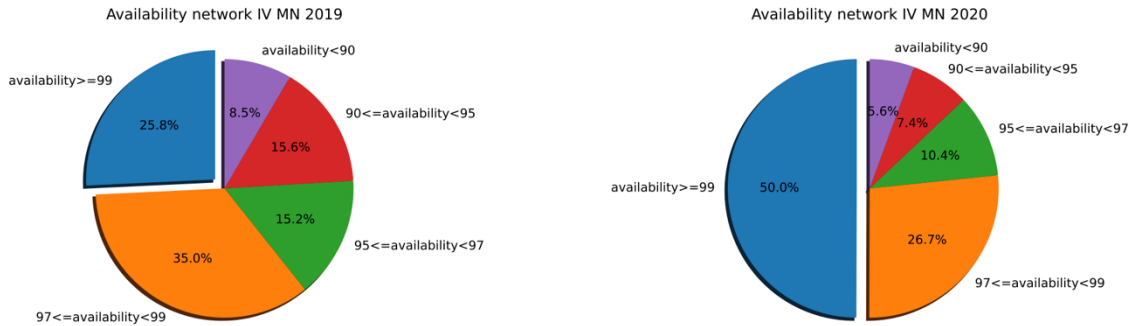 Availability network IV MN 2019
availability<90
availability>=99
90<=availability<95
8.5%
25.8%
15.6%
15.2%
95<=availability<97
35.0%
97<=availability<99
Availability network IV MN 2020
availability<90
90<=availability<95
5.6%
7.4%
95<=availability<97
10.4%
availability>=99
50.0%
26.7%
97<=availability<99